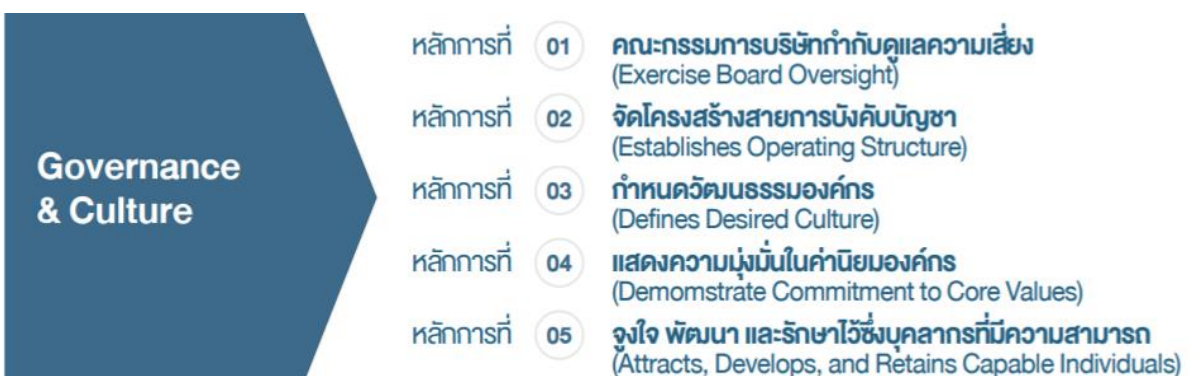 Governance
& Culture
หลักการที่ 01 คณะกรรมการบริษัทกำกับดูแลความเสี่ยง
(Exercise Board Oversight)
หลักการที่ 02 จัดโครงสร้างสายการบังคับบัญชา
(Establishes Operating Structure)
หลักการที่ 03 กำหนดวัฒนธรรมองค์กร
(Defines Desired Culture)
หลักการที่ 04 แสดงความมุ่งมั่นในค่านิยมองค์กร
(Demomstrate Commitment to Core Values)
หลักการที่ 05 จูงใจ พัฒนา และรักษาไว้ซึ่งบุคลากรที่มีความสามารถ
(Attracts, Develops, and Retains Capable Individuals)